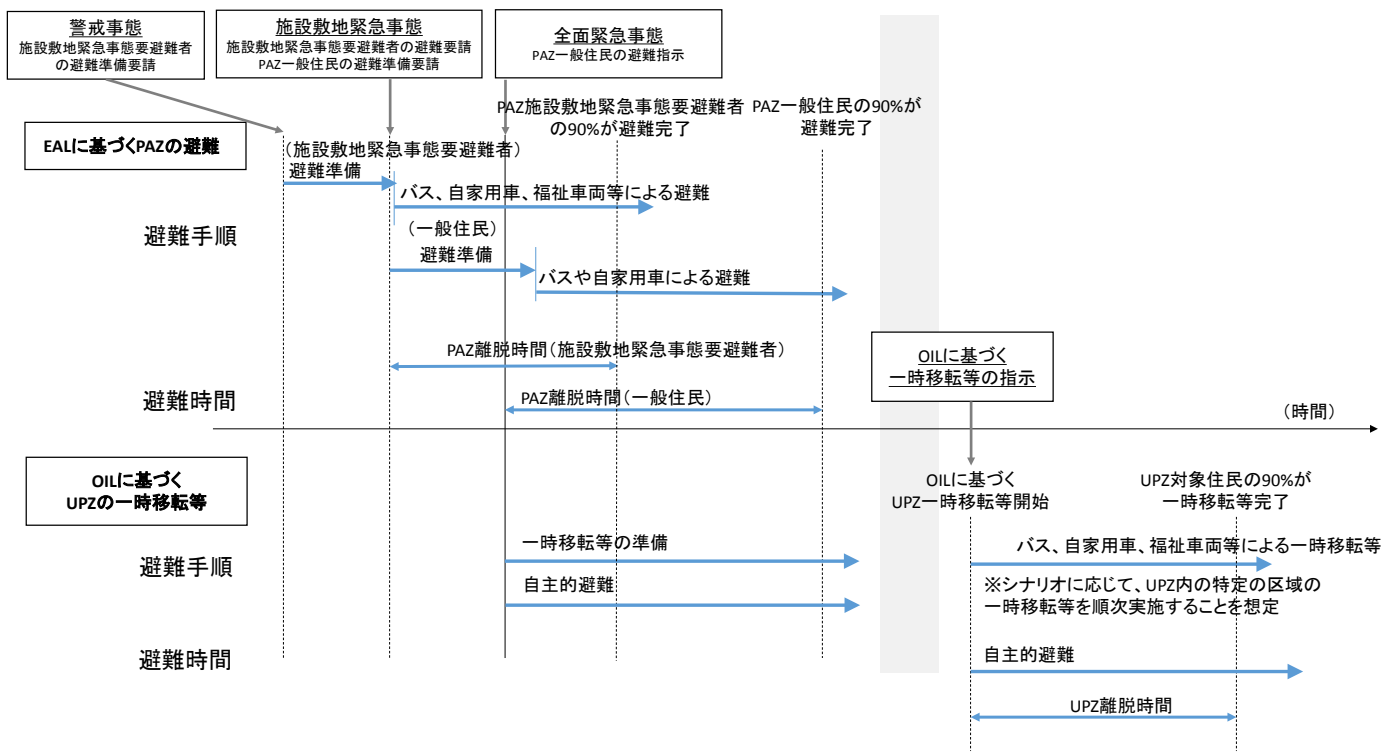 警戒事態
施設敷地緊急事態要避難者
の避難準備要請
施設敷地緊急事態
施設敷地緊急事態要避難者の避難要請
PAZ一般住民の避難準備要請
全面緊急事態
PAZ一般住民の避難指示
PAZ施設敷地緊急事態要避難者
の90%が避難完了
PAZ一般住民の90%が
避難完了
EALに基づくPAZの避難
(施設敷地緊急事態要避難者)
避難準備
バス、自家用車、福祉車両等による避難
避難手順
(一般住民)
避難準備
バスや自家用車による避難
PAZ離脱時間(施設敷地緊急事態要避難者)
OILに基づく
一時移転等の指示
避難時間
PAZ離脱時間(一般住民)
(時間)
OILに基づく
UPZの一時移転等
OILに基づく
UPZ一時移転等開始
UPZ対象住民の90%が
一時移転等完了
避難手順
一時移転等の準備
バス、自家用車、福祉車両等による一時移転等
自主的避難
※シナリオに応じて、UPZ内の特定の区域の
一時移転等を順次実施することを想定
避難時間
自主的避難
UPZ離脱時間